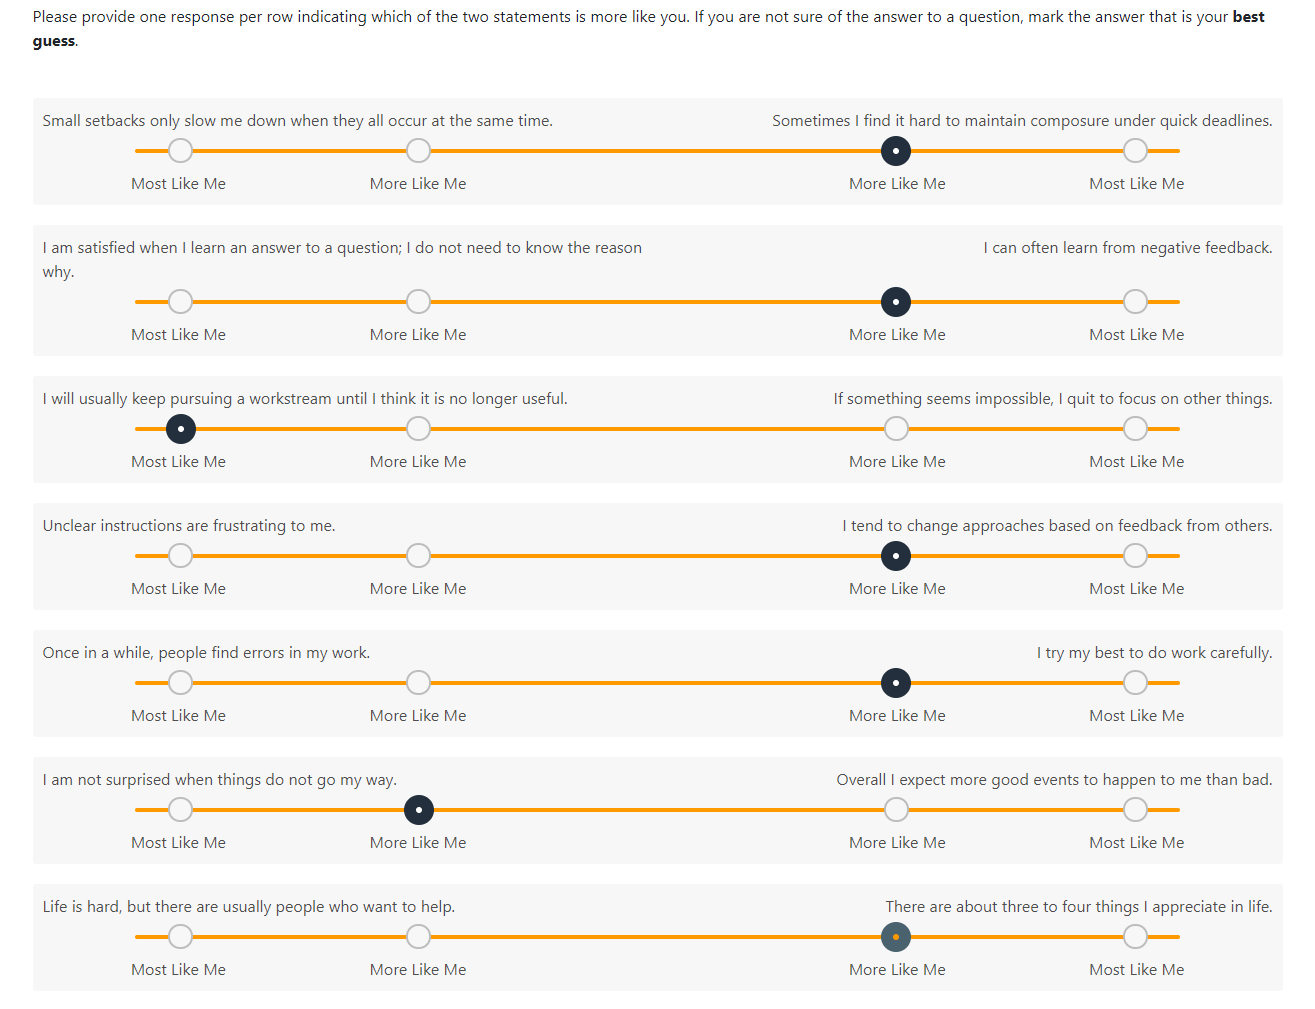 Please provide one response per row indicating which of the two statements is more like you. If you are not sure of the answer to a question, mark the answer that is your best
guess.
Small setbacks only slow me down when they all occur at the same time. Sometimes I find it hard to maintain composure under quick deadlines.
Most Like Me More Like Me More Like Me Most Like Me
I am satisfied when I learn an answer to a question; I do not need to know the reason I can often learn from negative feedback.
why.
Most Like Me More Like Me More Like Me Most Like Me
I will usually keep pursuing a workstream until I think it is no longer useful. If something seems impossible, I quit to focus on other things.
Most Like Me More Like Me More Like Me Most Like Me
Unclear instructions are frustrating to me. I tend to change approaches based on feedback from others.
Most Like Me More Like Me More Like Me Most Like Me
Once in a while, people find errors in my work. I try my best to do work carefully.
Most Like Me More Like Me More Like Me Most Like Me
I am not surprised when things do not go my way. Overall I expect more good events to happen to me than bad.
Most Like Me More Like Me More Like Me Most Like Me
Life is hard, but there are usually people who want to help. There are about three to four things I appreciate in life.
Most Like Me More Like Me More Like Me Most Like Me